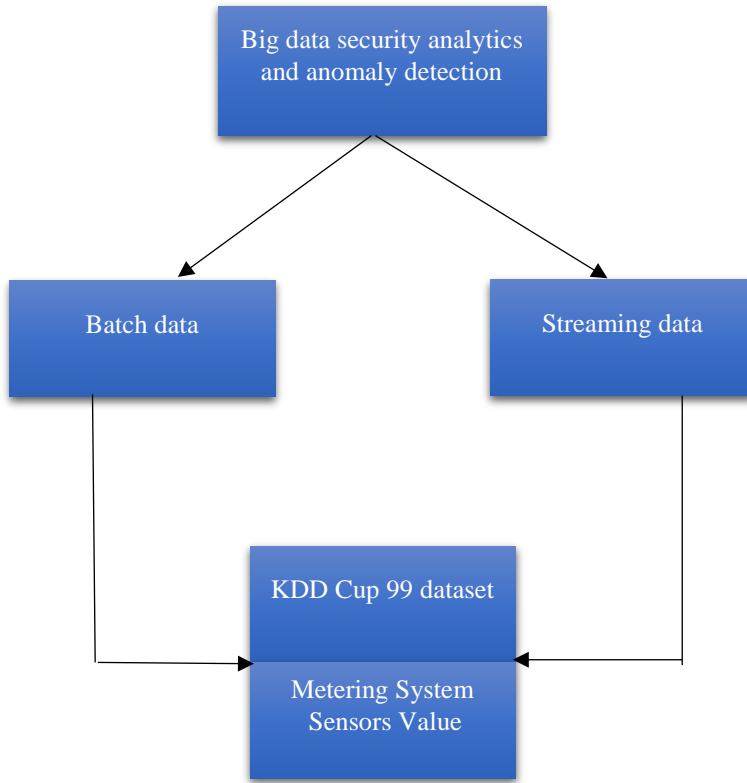 Big data security analytics
and anomaly detection
Batch data
Streaming data
KDD Cup 99 dataset
Metering System
Sensors Value